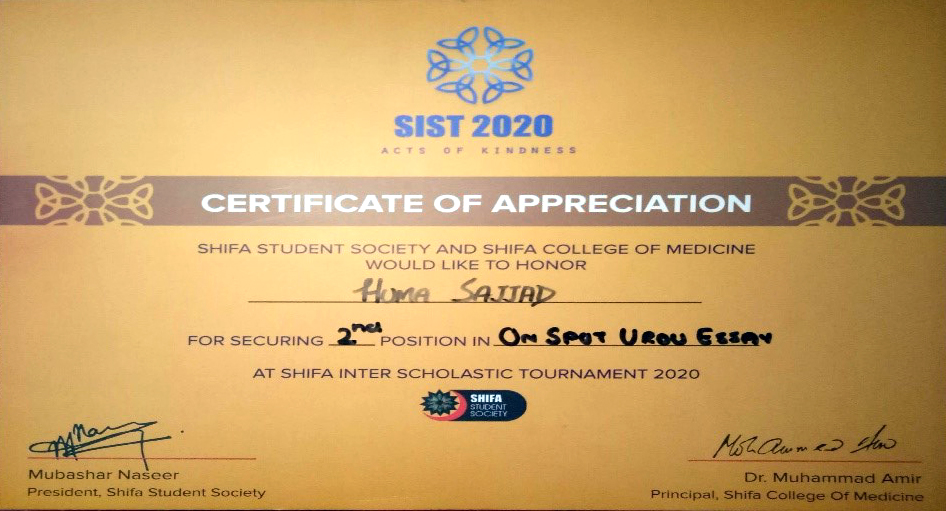 SIST 2020
ACTS OF KINDNESS
CERTIFICATE OF APPRECIATION
SHIFA STUDENT SOCIETY AND SHIFA COLLEGE OF MEDICINE
WOULD LIKE TO HONOR
HUMA SAJJAD
FOR SECURING 2nd POSITION IN ON SPOT URDU ESSAY
AT SHIFA INTER SCHOLASTIC TOURNAMENT 2020
SHIFA
STUDENT
SOCIETY
Mubashar Naseer
President, Shifa Student Society
Dr. Muhammad Amir
Principal, Shifa College Of Medicine